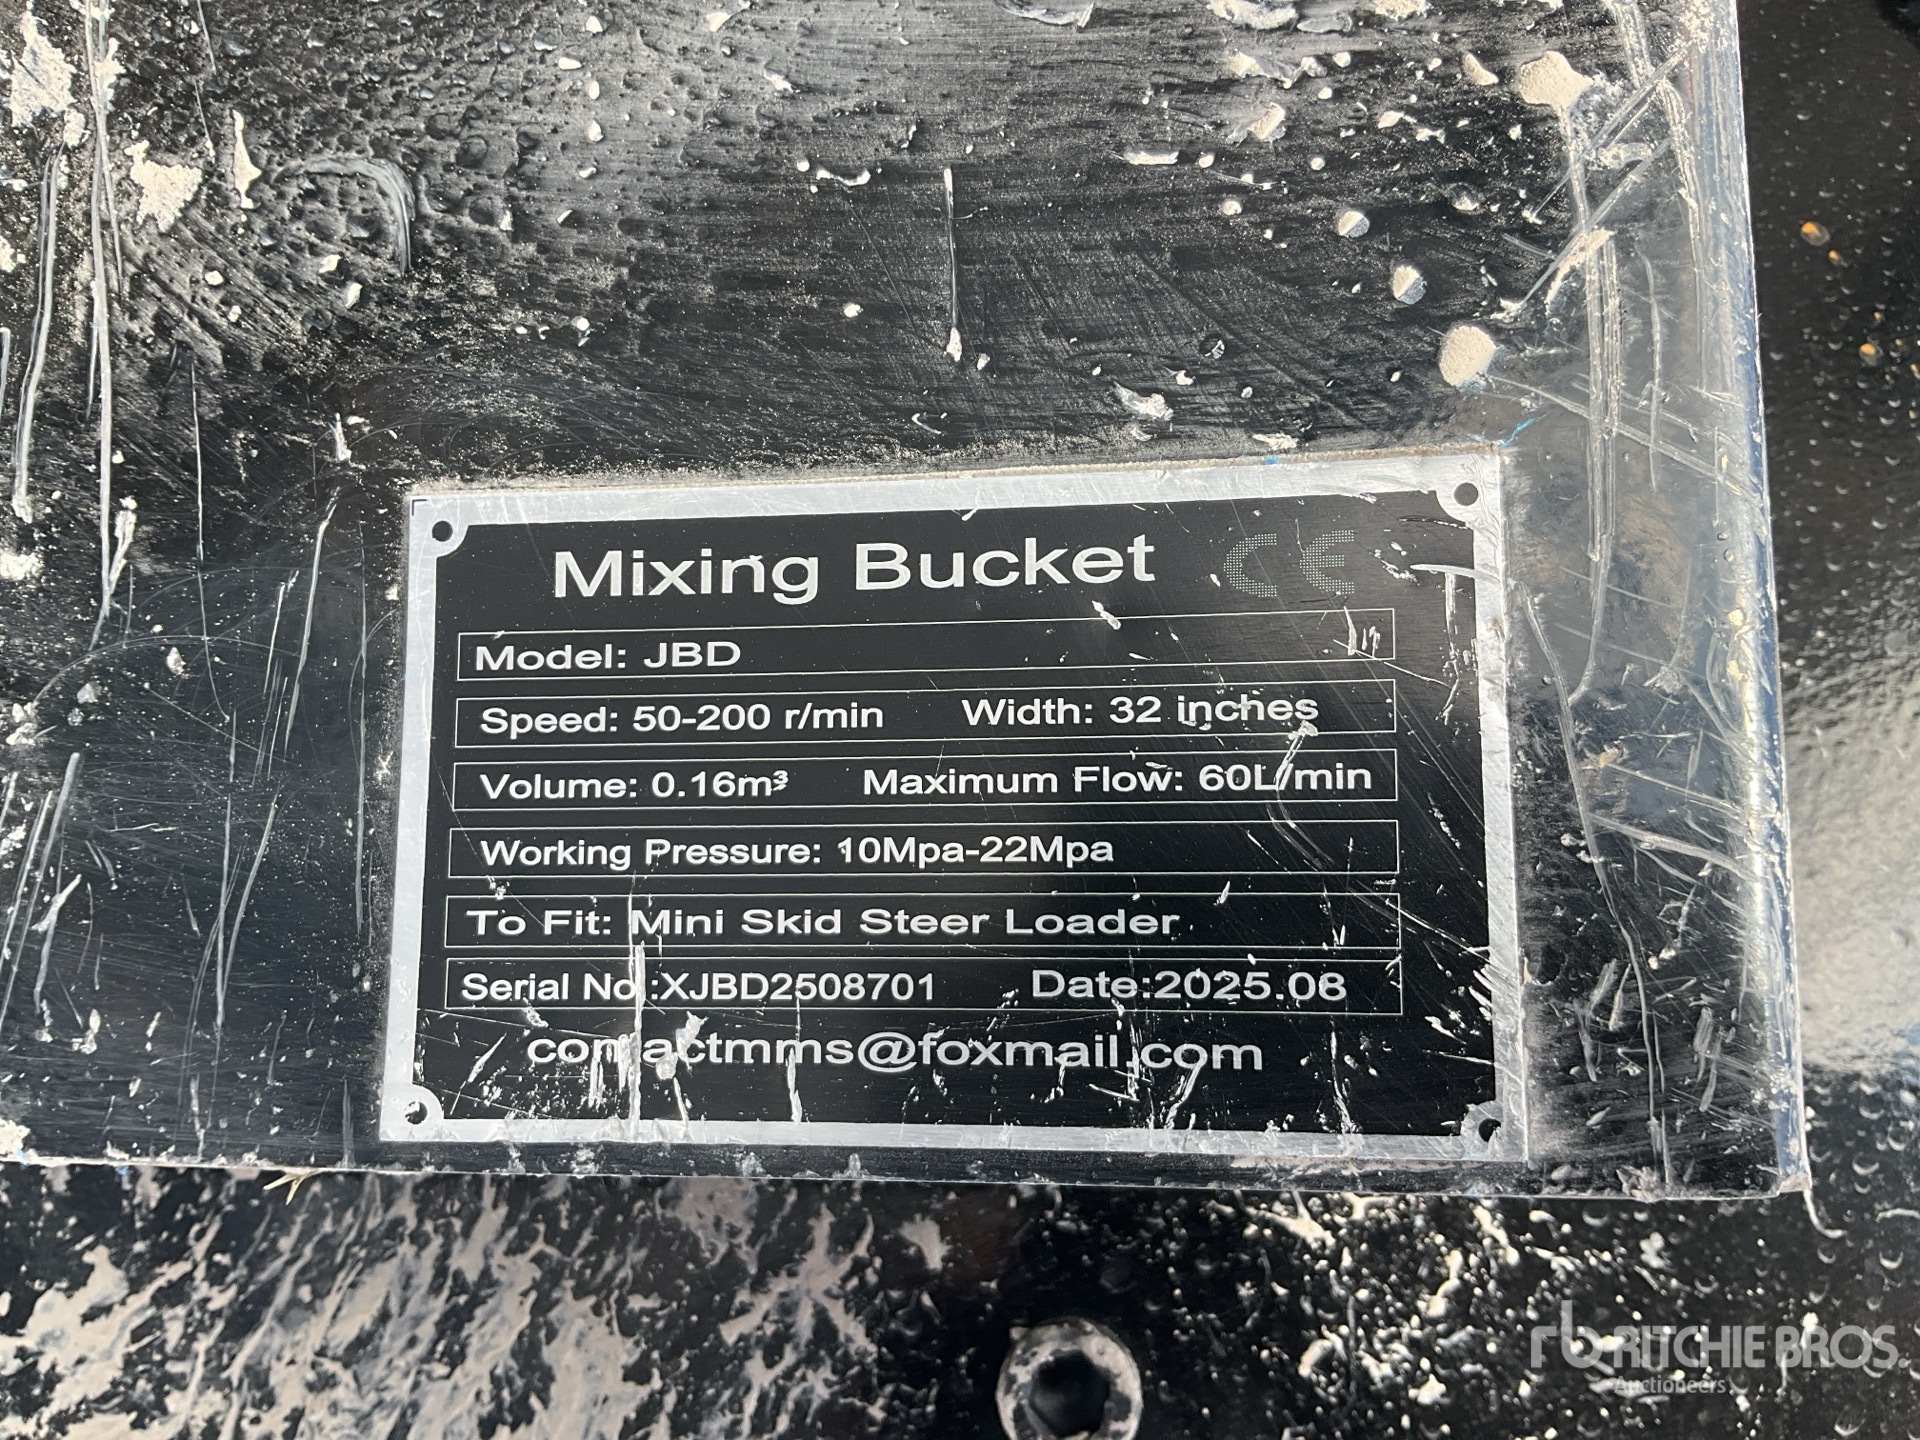 Mixing Bucket CE
Model: JBD
Speed: 50-200 r/min Width: 32 inches
Volume: 0.16m³ Maximum Flow: 60L/min
Working Pressure: 10Mpa-22Mpa
To Fit: Mini Skid Steer Loader
Serial No.:XJBD2508701 Date:2025.08
contactmms@foxmail.com
rb RITCHIE BROS.
Auctioneers